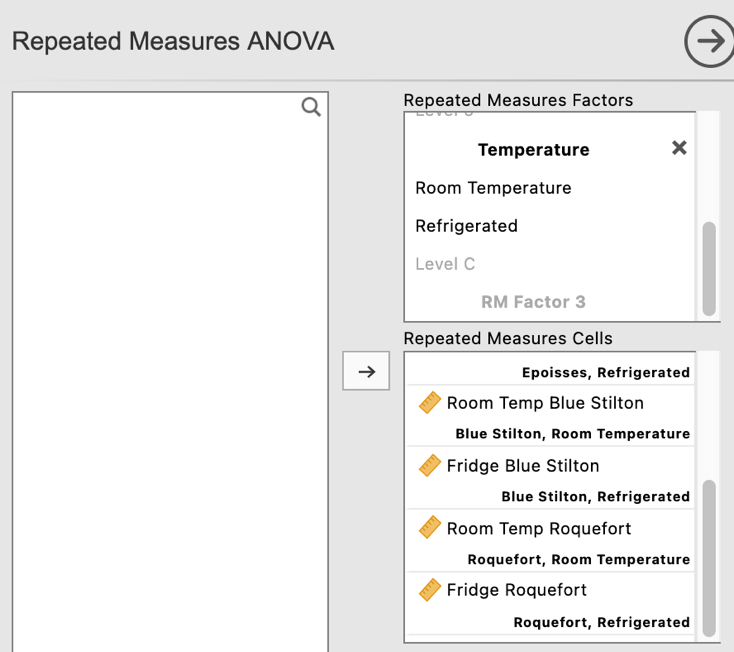 Repeated Measures ANOVA
Repeated Measures Factors
Temperature
Room Temperature
Refrigerated
Level C
RM Factor 3
Repeated Measures Cells
Epoisses, Refrigerated
Room Temp Blue Stilton
Blue Stilton, Room Temperature
Fridge Blue Stilton
Blue Stilton, Refrigerated
Room Temp Roquefort
Roquefort, Room Temperature
Fridge Roquefort
Roquefort, Refrigerated